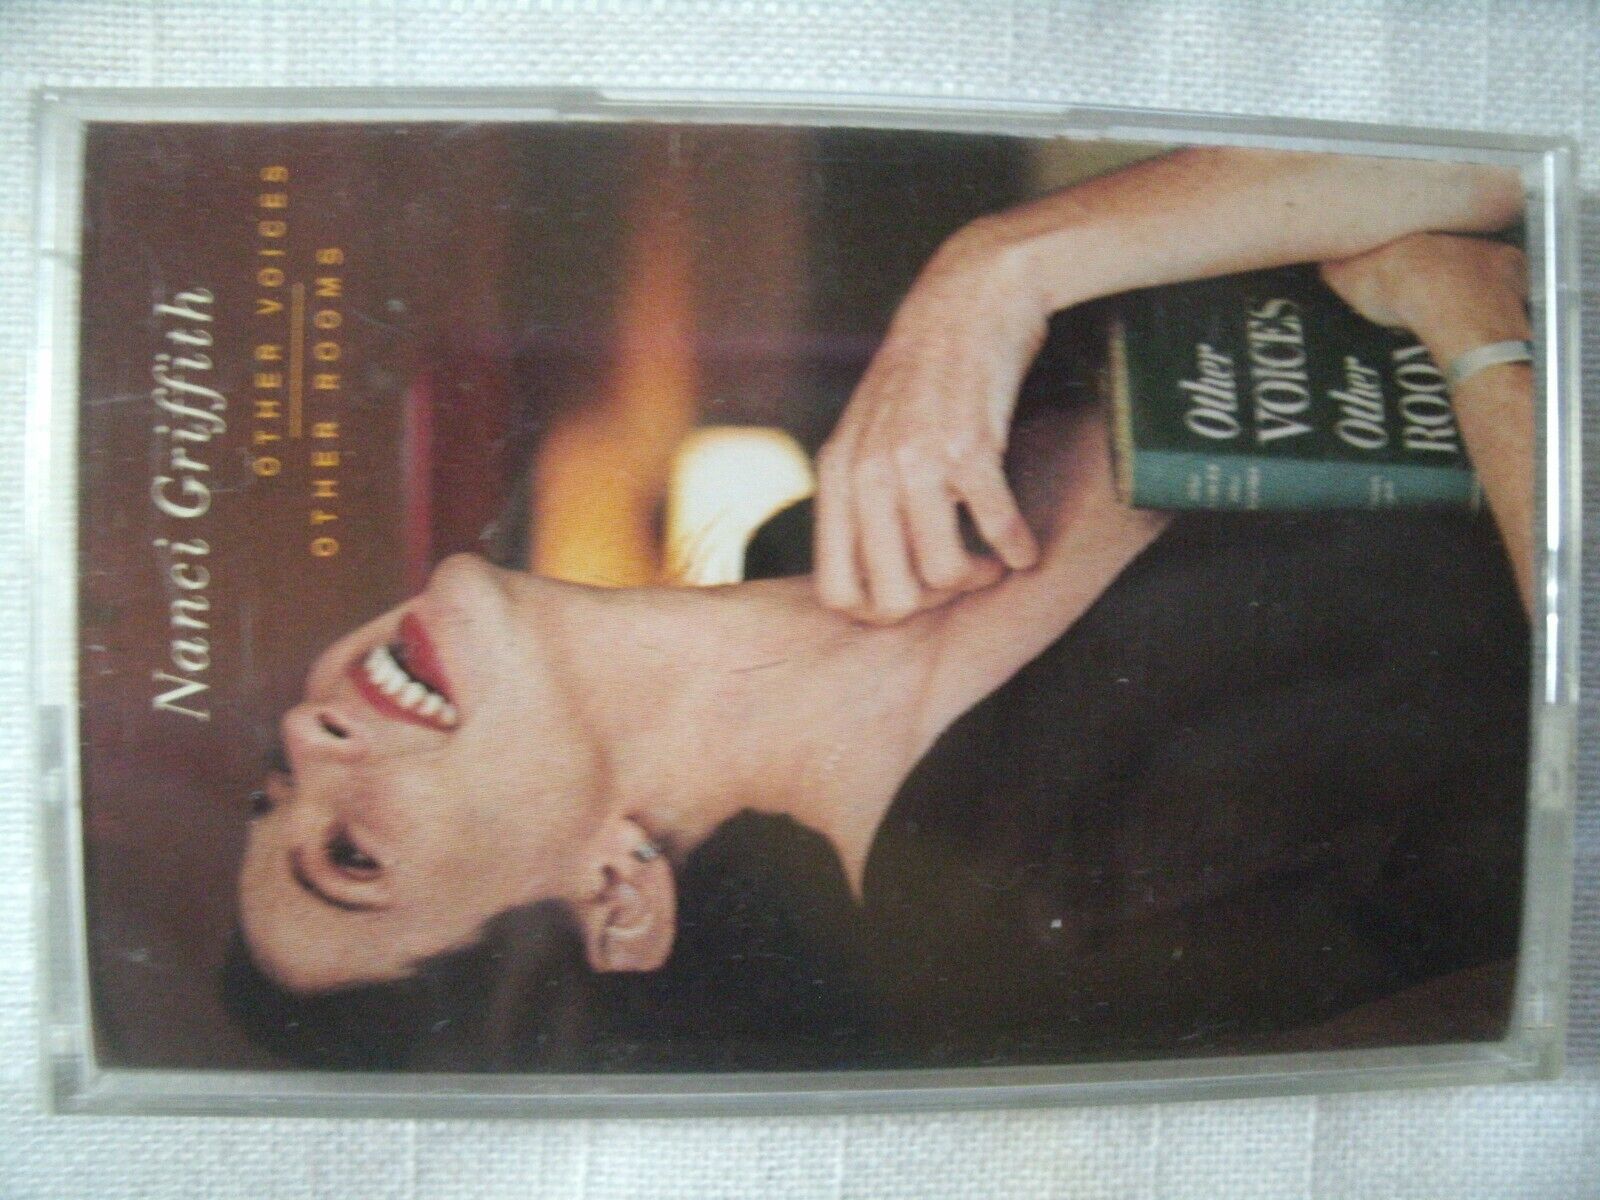 Nanci Griffith
OTHER VOICES
OTHER ROOMS
Other
VOICES
Other
ROOM